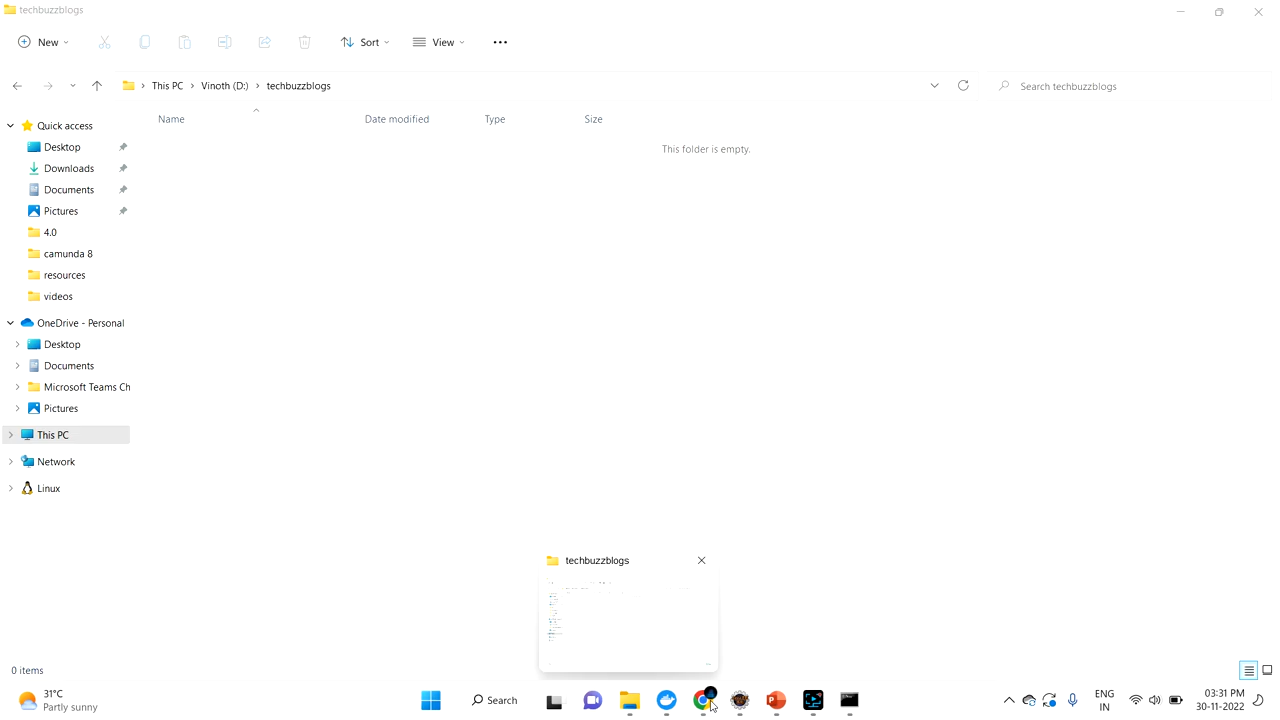 techbuzzblogs
New
Sort
View
This PC > Vinoth (D:) > techbuzzblogs
Search techbuzzblogs
Name Date modified Type Size
This folder is empty.
Quick access
Desktop
Downloads
Documents
Pictures
4.0
camunda 8
resources
videos
OneDrive - Personal
Desktop
Documents
Microsoft Teams Ch
Pictures
This PC
Network
Linux
techbuzzblogs
0 items
31°C
Partly sunny
Search
ENG
IN
03:31 PM
30-11-2022